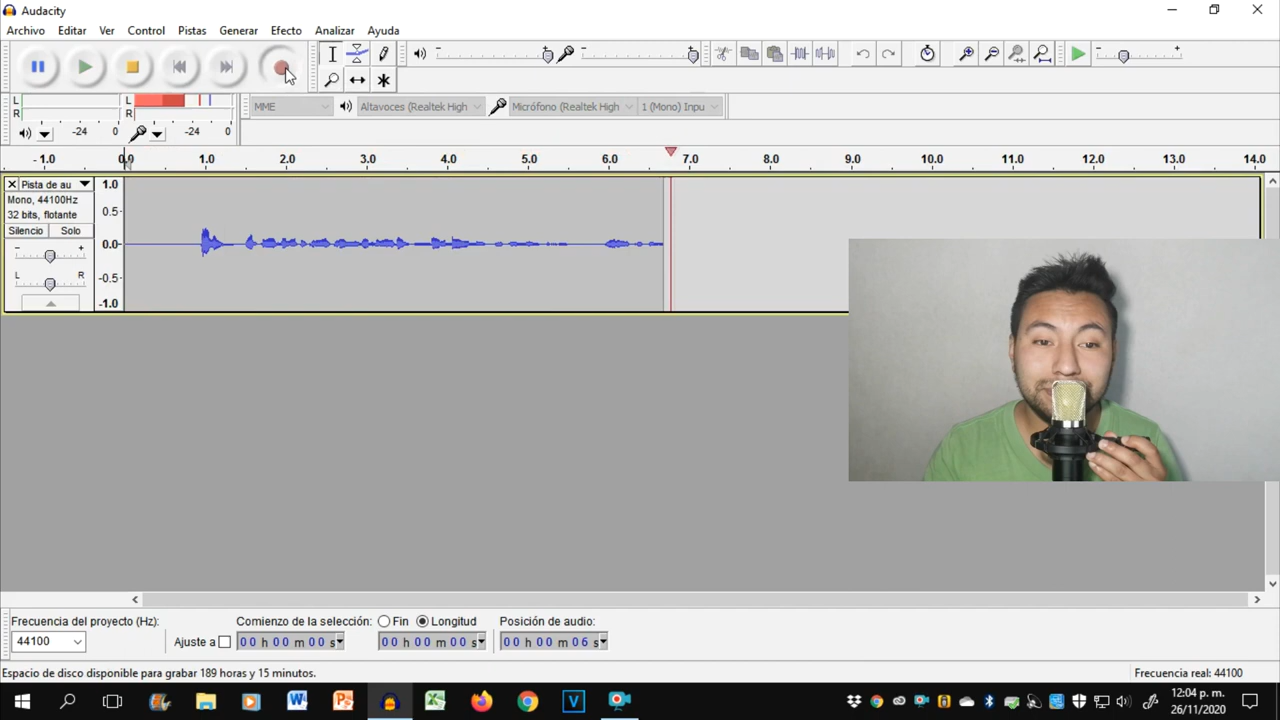 Audacity
Archivo Editar Ver Control Pistas Generar Efecto Analizar Ayuda
L
R
-24 0
L
R
-24 0
MME
Altavoces (Realtek High
Micrófono (Realtek High
1 (Mono) Inpu
-1.0 0.0 1.0 2.0 3.0 4.0 5.0 6.0 7.0 8.0 9.0 10.0 11.0 12.0 13.0 14.0
Pista de au
Mono, 44100Hz
32 bits, flotante
Silencio Solo
- +
L R
1.0
0.5
0.0
-0.5
-1.0
Frecuencia del proyecto (Hz):
44100
Ajuste a
Comienzo de la selección:
00 h 00 m 00 s
Fin Longitud
00 h 00 m 00 s
Posición de audio:
00 h 00 m 06 s
Espacio de disco disponible para grabar 189 horas y 15 minutos.
Frecuencia real: 44100
12:04 p. m.
26/11/2020